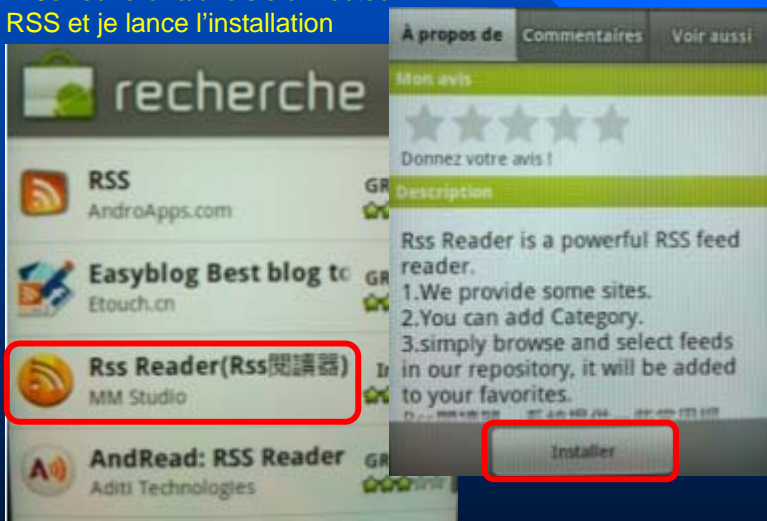 RSS et je lance l'installation
recherche
RSS
AndroApps.com
Easyblog Best blog to
Etouch.cn
Rss Reader(Rss閱讀器)
MM Studio
AndRead: RSS Reader
Aditi Technologies
À propos de Commentaires Voir aussi
Mon avis
Donnez votre avis !
Description
Rss Reader is a powerful RSS feed
reader.
1.We provide some sites.
2.You can add Category.
3.simply browse and select feeds
in our repository, it will be added
to your favorites.
Installer